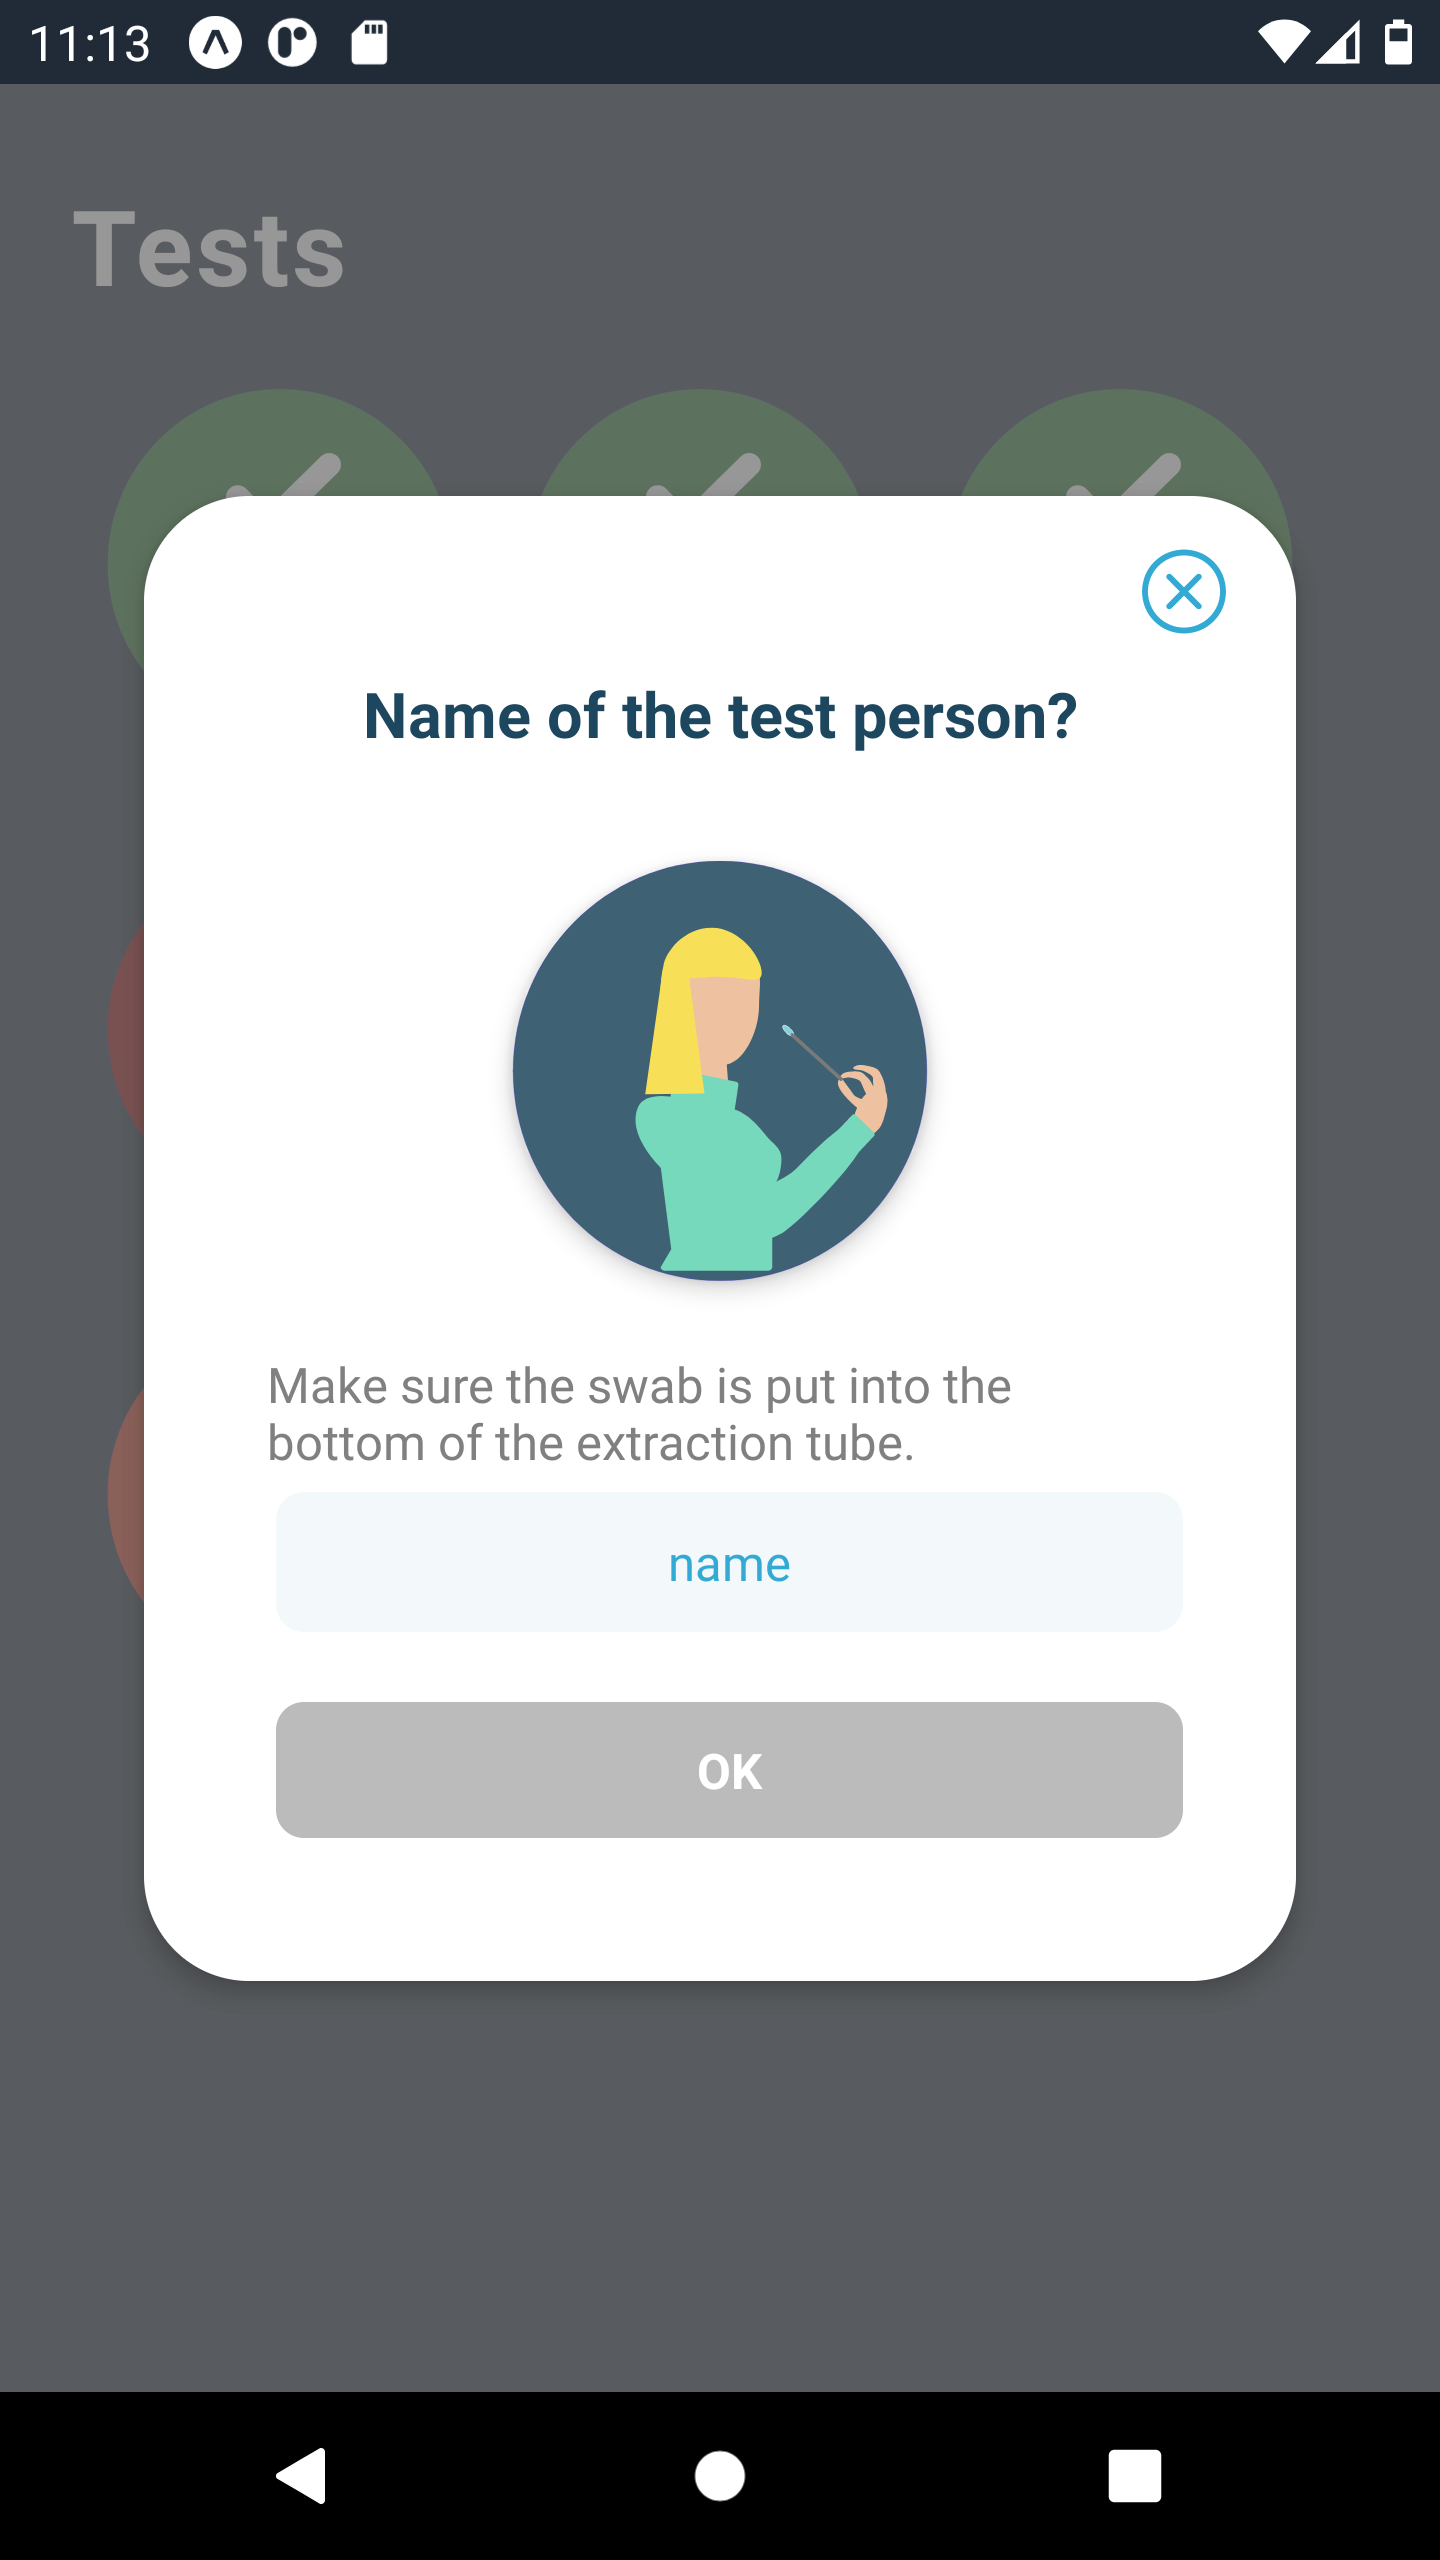 11:13
Tests
Name of the test person?
Make sure the swab is put into the
bottom of the extraction tube.
name
OK